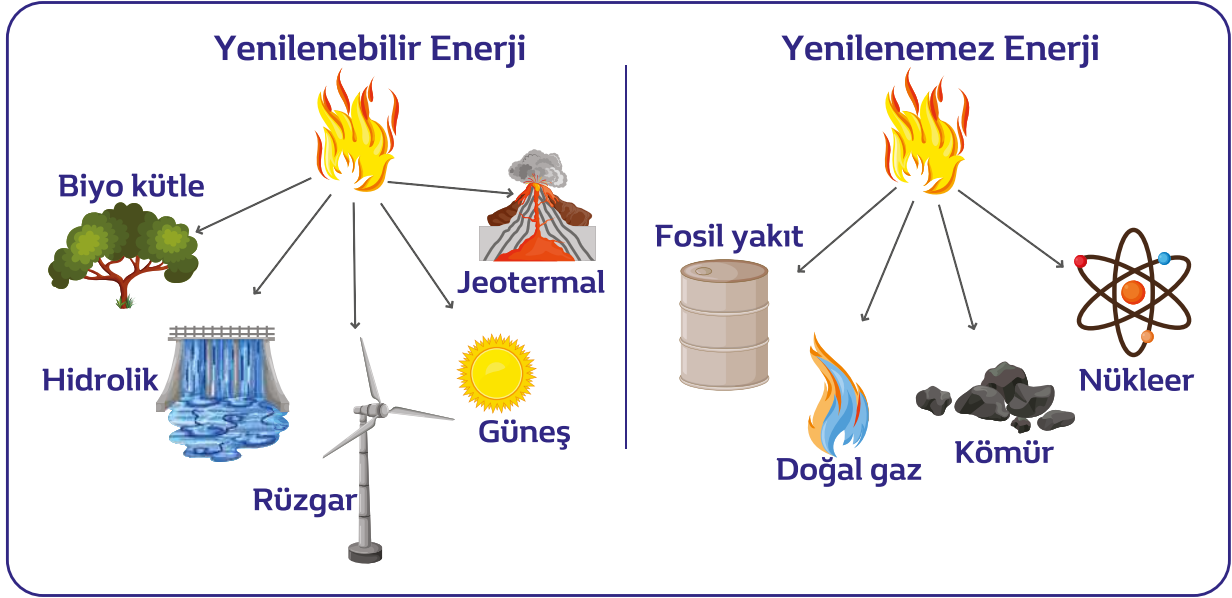 Yenilenebilir Enerji
Biyo kütle
Jeotermal
Hidrolik
Güneş
Rüzgar
Yenilenemez Enerji
Fosil yakıt
Nükleer
Doğal gaz
Kömür